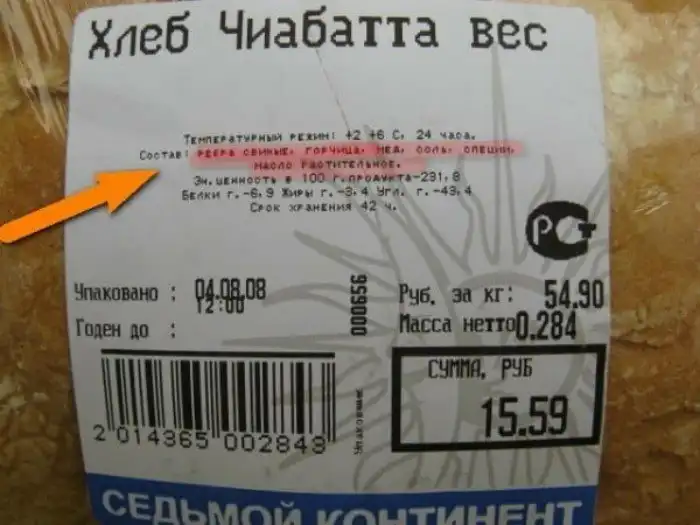 Хлеб Чиабатта вес
Температурный режим: +2 +6 С, 24 часа.
Состав: ребра свиные, горчица, мед, соль, специи,
масло растительное.
Эн.ценность в 100 г.продукта-231,8
Белки г.-6,9 Жиры г.-3,4 Угл. г.-43,4
Срок хранения 42 ч.
РСТ
Упаковано : 04.08.08
12:00
Годен до :
000656
Руб. за кг: 54.90
Масса нетто 0.284
СУММА, РУБ
15.59
2 014365 002843
Упаковщик
СЕДЬМОЙ КОНТИНЕНТ